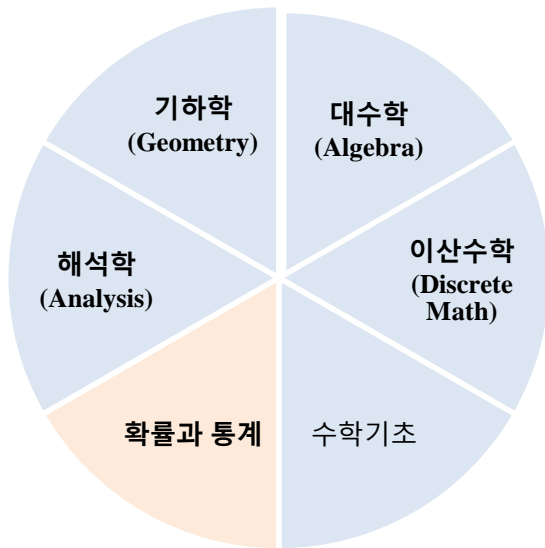 기하학
(Geometry)
대수학
(Algebra)
이산수학
(Discrete
Math)
해석학
(Analysis)
확률과 통계
수학기초